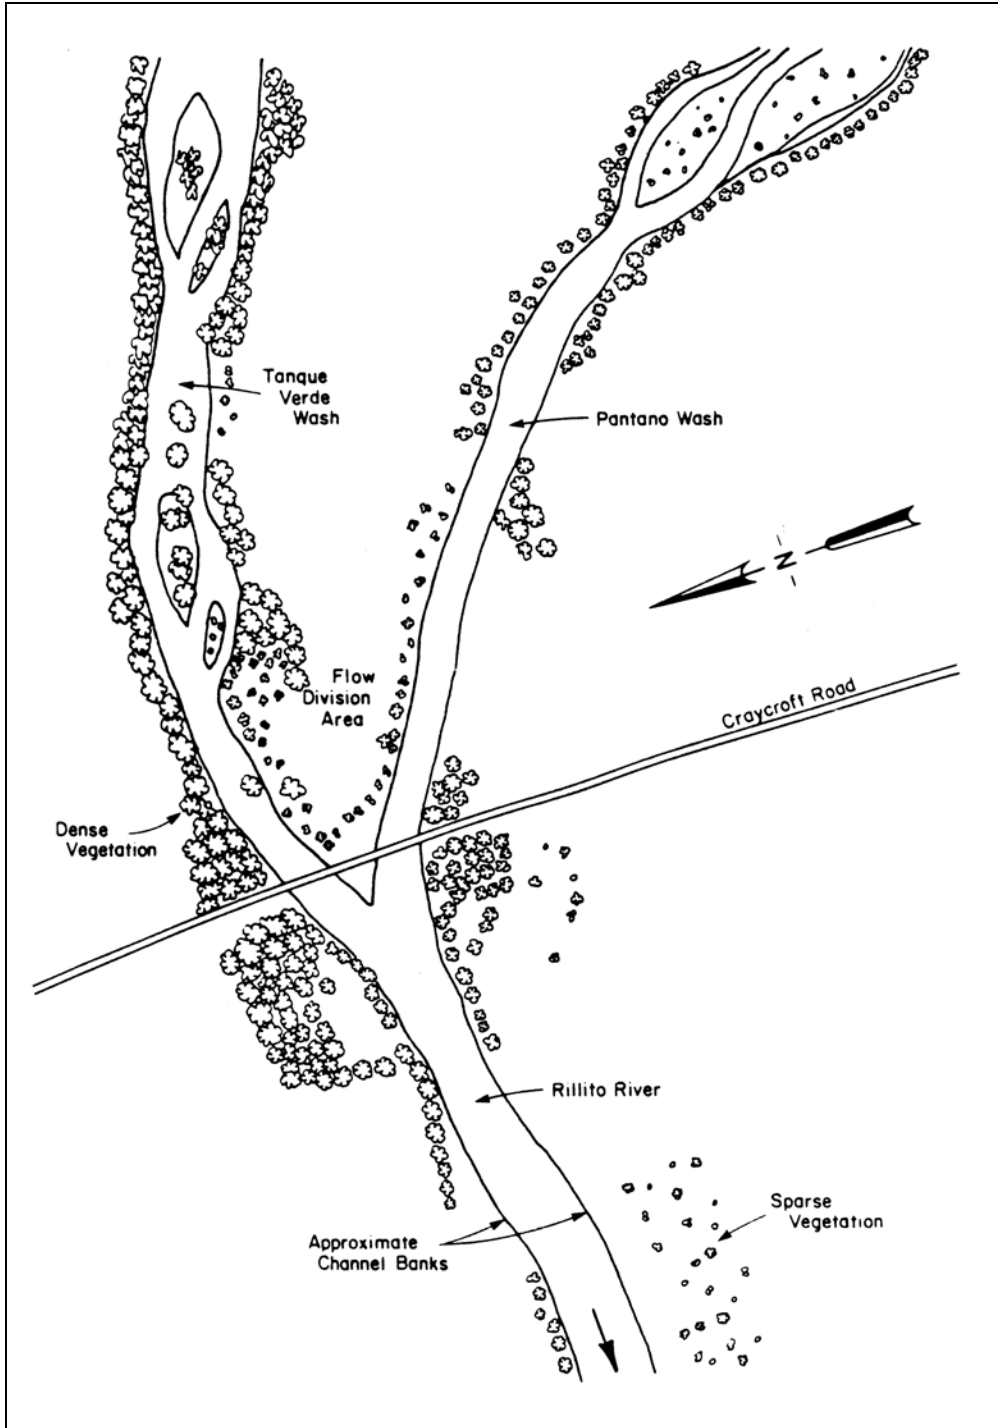 Tanque
Verde
Wash
Pantano Wash
N
Flow
Division
Area
Craycroft Road
Dense
Vegetation
Rillito River
Sparse
Vegetation
Approximate
Channel Banks